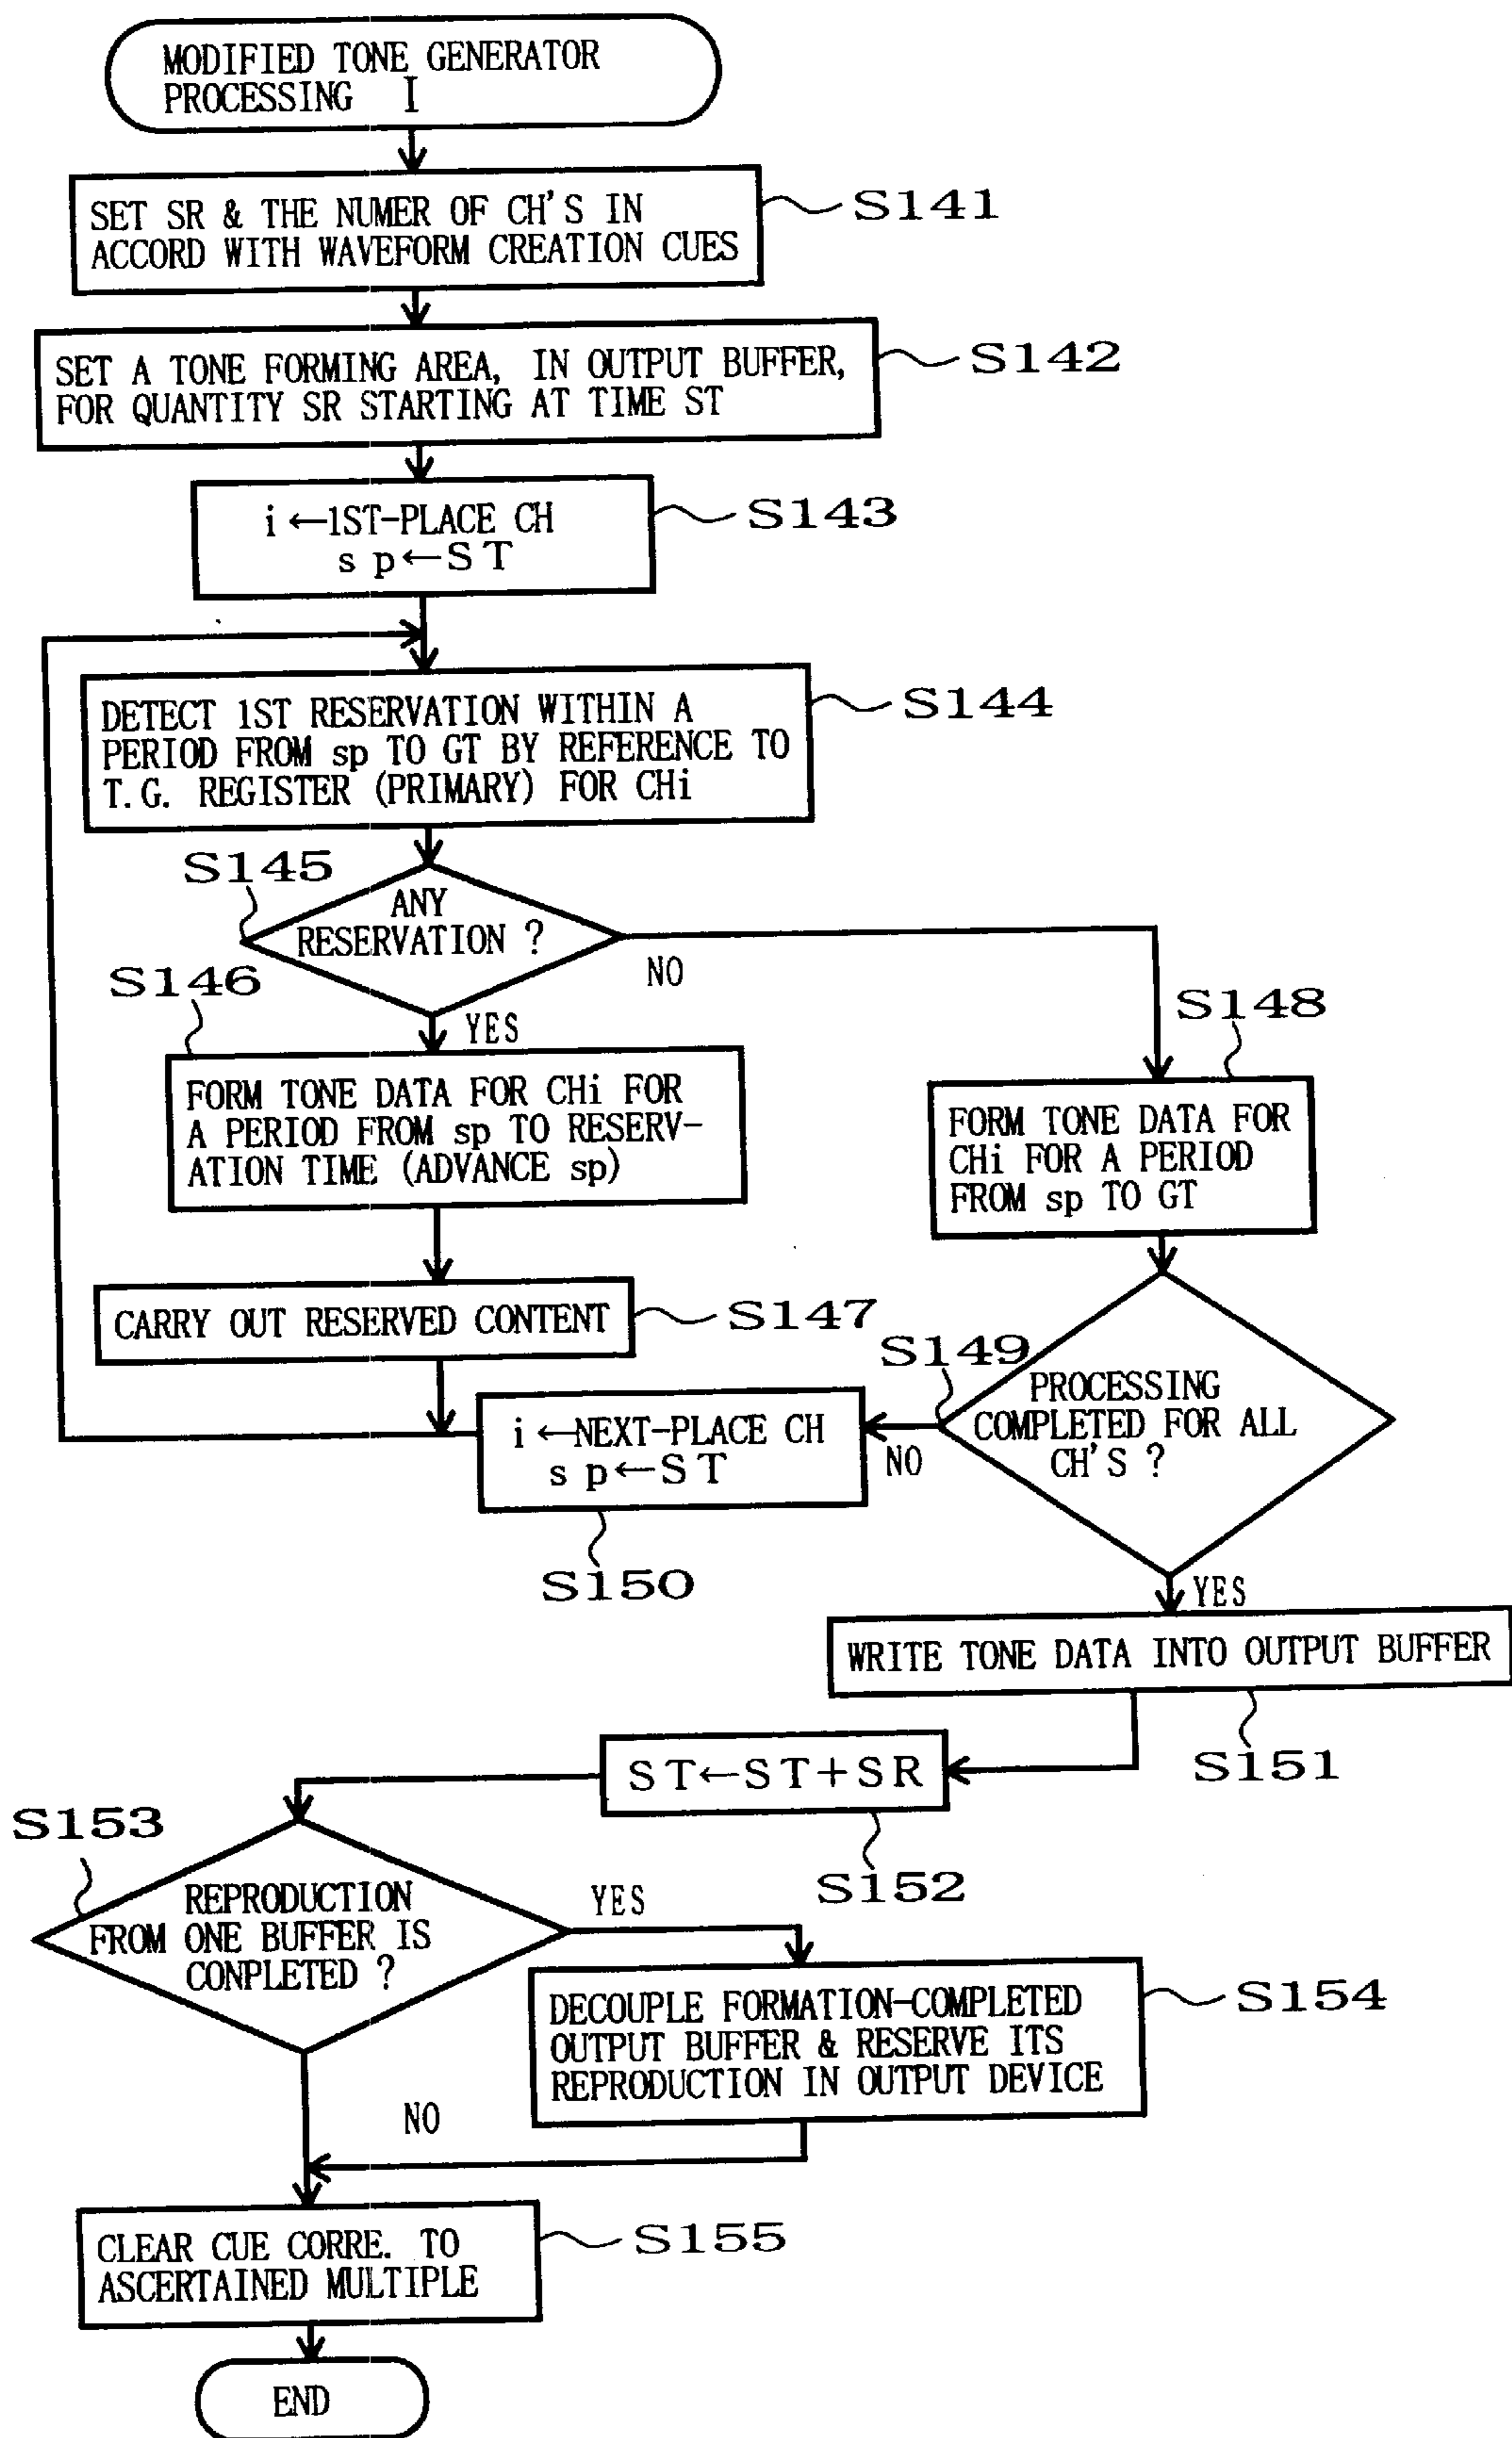 MODIFIED TONE GENERATOR
PROCESSING I
SET SR & THE NUMER OF CH'S IN
ACCORD WITH WAVEFORM CREATION CUES
S141
SET A TONE FORMING AREA, IN OUTPUT BUFFER,
FOR QUANTITY SR STARTING AT TIME ST
S142
i ←1ST-PLACE CH
s p←S T
S143
DETECT 1ST RESERVATION WITHIN A
PERIOD FROM sp TO GT BY REFERENCE TO
T.G. REGISTER (PRIMARY) FOR CHi
S144
S145
ANY
RESERVATION ?
NO
YES
S146
FORM TONE DATA FOR CHi FOR
A PERIOD FROM sp TO RESERV-
ATION TIME (ADVANCE sp)
S148
FORM TONE DATA FOR
CHi FOR A PERIOD
FROM sp TO GT
CARRY OUT RESERVED CONTENT
S147
S149
PROCESSING
COMPLETED FOR ALL
CH'S ?
NO
YES
i ←NEXT-PLACE CH
s p←S T
S150
WRITE TONE DATA INTO OUTPUT BUFFER
S151
S T←S T+S R
S152
S153
REPRODUCTION
FROM ONE BUFFER IS
CONPLETED ?
YES
NO
DECOUPLE FORMATION-COMPLETED
OUTPUT BUFFER & RESERVE ITS
REPRODUCTION IN OUTPUT DEVICE
S154
CLEAR CUE CORRE. TO
ASCERTAINED MULTIPLE
S155
END